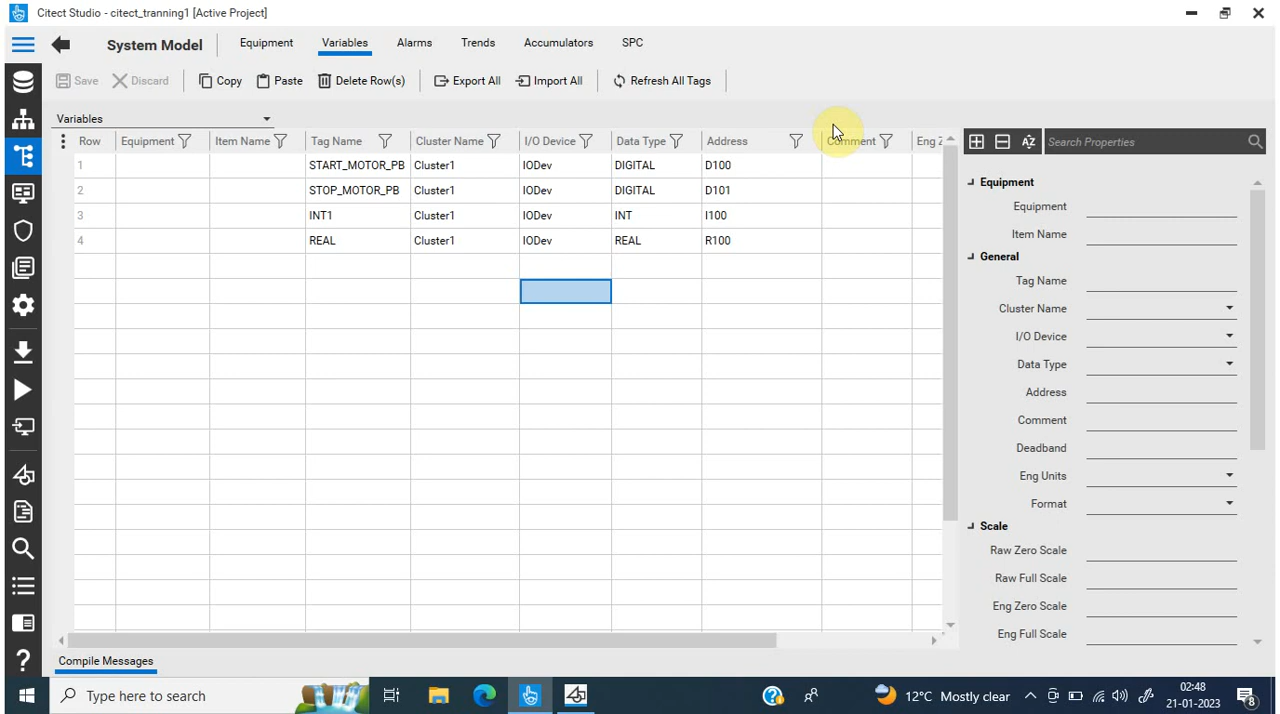 Citect Studio - citect_tranning1 [Active Project]
System Model Equipment Variables Alarms Trends Accumulators SPC
Save Discard Copy Paste Delete Row(s) Export All Import All Refresh All Tags
Variables
Row Equipment Item Name Tag Name Cluster Name I/O Device Data Type Address Comment Eng Z
1 START_MOTOR_PB Cluster1 IODev DIGITAL D100
2 STOP_MOTOR_PB Cluster1 IODev DIGITAL D101
3 INT1 Cluster1 IODev INT I100
4 REAL Cluster1 IODev REAL R100
Search Properties
Equipment
Equipment
Item Name
General
Tag Name
Cluster Name
I/O Device
Data Type
Address
Comment
Deadband
Eng Units
Format
Scale
Raw Zero Scale
Raw Full Scale
Eng Zero Scale
Eng Full Scale
Compile Messages
Type here to search
12°C Mostly clear
02:48
21-01-2023
8